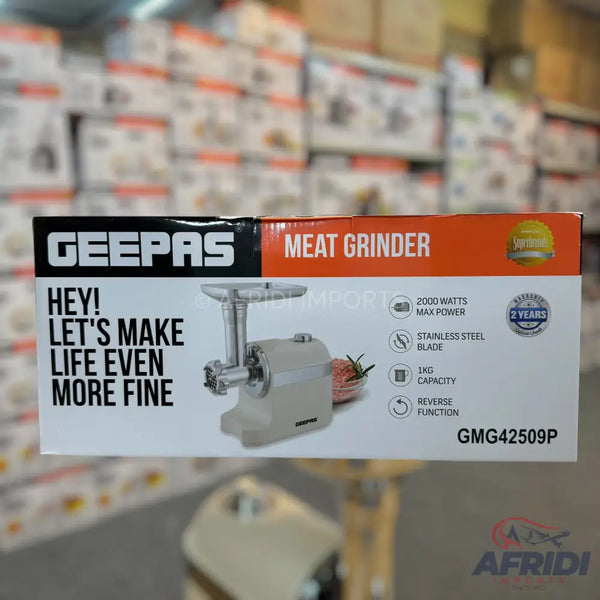 GEEPAS
MEAT GRINDER
Superbrands
HEY!
LET'S MAKE
LIFE EVEN
MORE FINE
© AFRIDI IMPORTS
GEEPAS
2000 WATTS
MAX POWER
STAINLESS STEEL
BLADE
1KG
CAPACITY
REVERSE
FUNCTION
WARRANTY
2 YEARS
GMG42509P
AFRIDI
IMPORTS